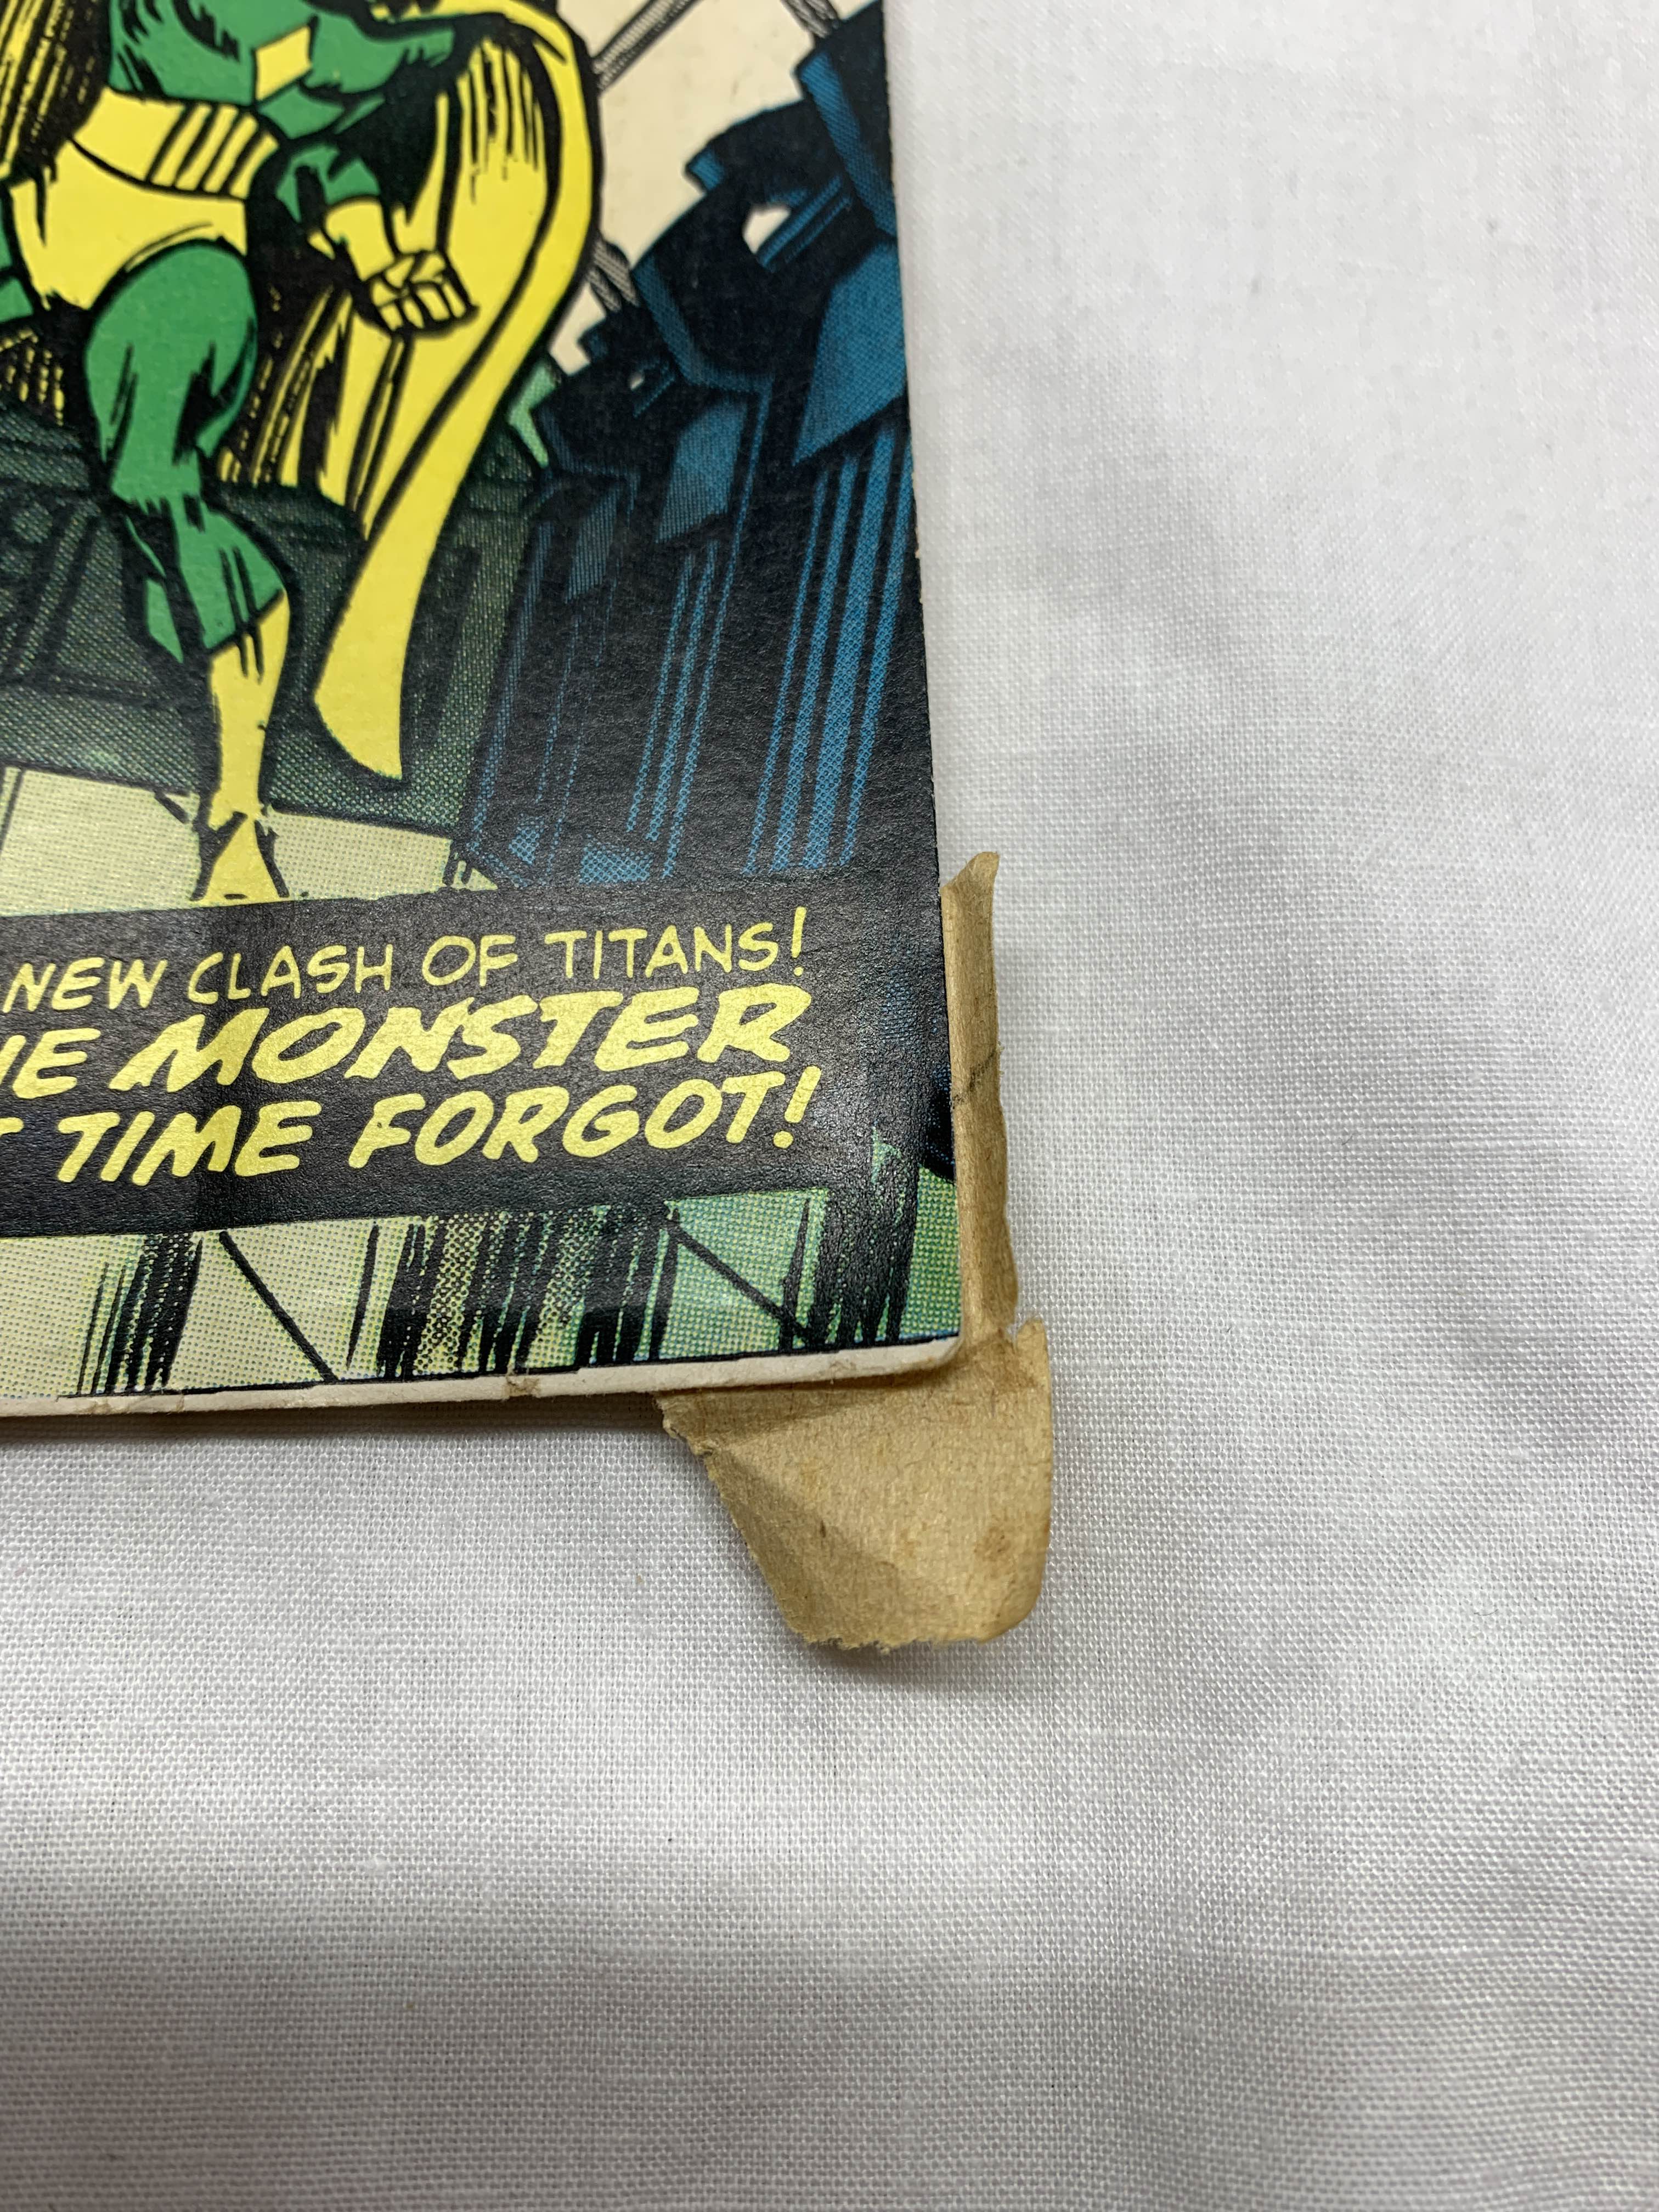 NEW CLASH OF TITANS!
MONSTER
TIME FORGOT!